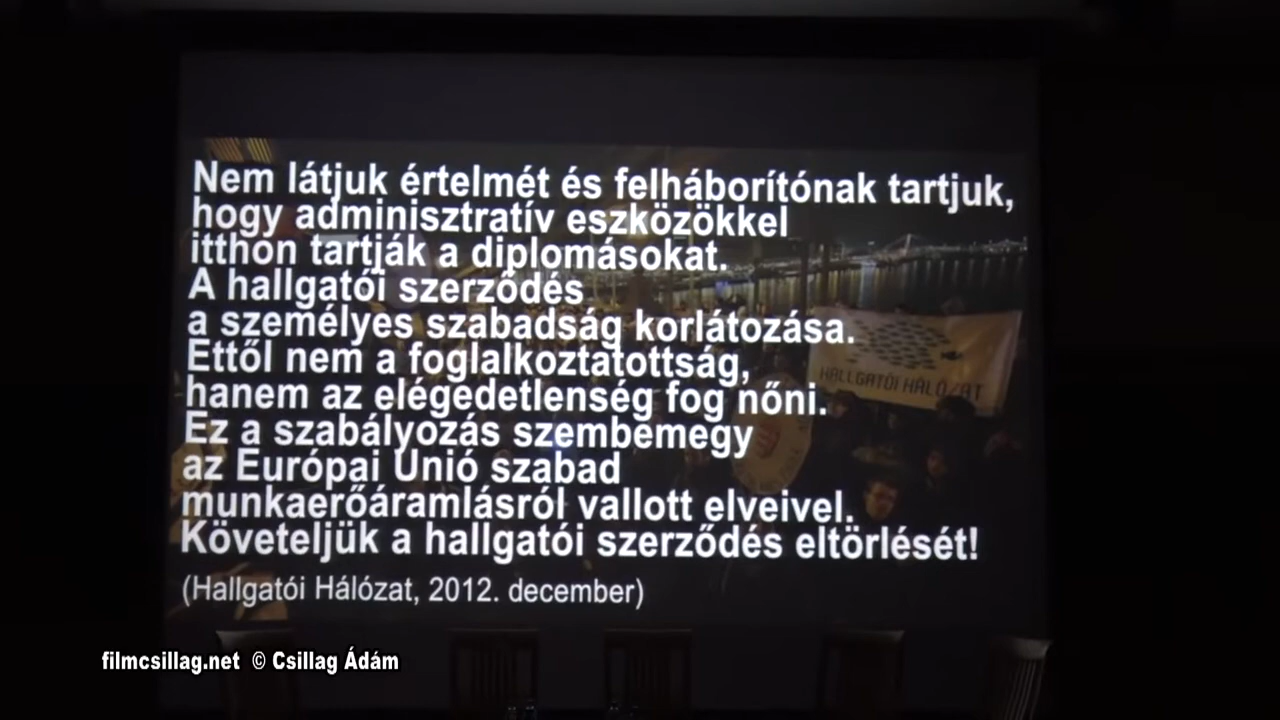 Nem látjuk értelmét és felháborítónak tartjuk,
hogy adminisztratív eszközökkel
itthon tartják a diplomásokat.
A hallgatói szerződés
a személyes szabadság korlátozása.
Ettől nem a foglalkoztatottság,
hanem az elégedetlenség fog nőni.
Ez a szabályozás szembemegy
az Európai Unió szabad
munkaerőáramlásról vallott elveivel.
Követeljük a hallgatói szerződés eltörlését!
(Hallgatói Hálózat, 2012. december)
HALLGATÓI HÁLÓZAT
filmcsillag.net © Csillag Ádám